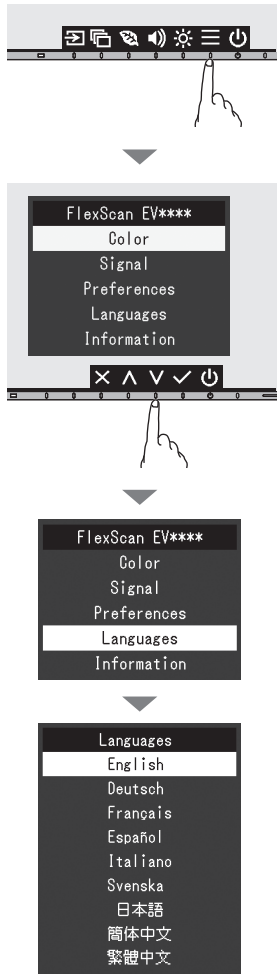 FlexScan EV****
Color
Signal
Preferences
Languages
Information
FlexScan EV****
Color
Signal
Preferences
Languages
Information
Languages
English
Deutsch
Français
Español
Italiano
Svenska
日本語
簡体中文
繁體中文